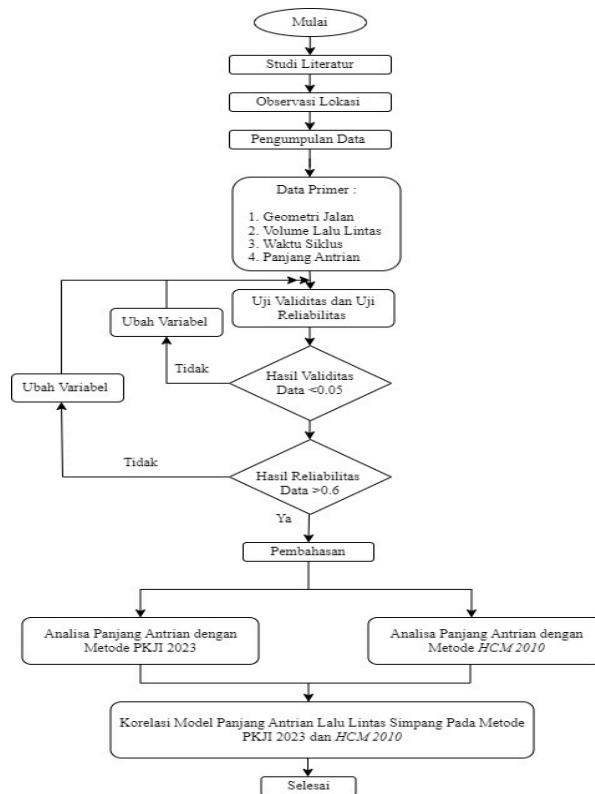 Mulai
Studi Literatur
Observasi Lokasi
Pengumpulan Data
Data Primer :
1. Geometri Jalan
2. Volume Lalu Lintas
3. Waktu Siklus
4. Panjang Antrian
Uji Validitas dan Uji
Reliabilitas
Ubah Variabel
Tidak
Hasil Validitas
Data <0.05
Ubah Variabel
Tidak
Hasil Reliabilitas
Data >0.6
Ya
Pembahasan
Analisa Panjang Antrian dengan
Metode PKJI 2023
Analisa Panjang Antrian dengan
Metode HCM 2010
Korelasi Model Panjang Antrian Lalu Lintas Simpang Pada Metode
PKJI 2023 dan HCM 2010
Selesai